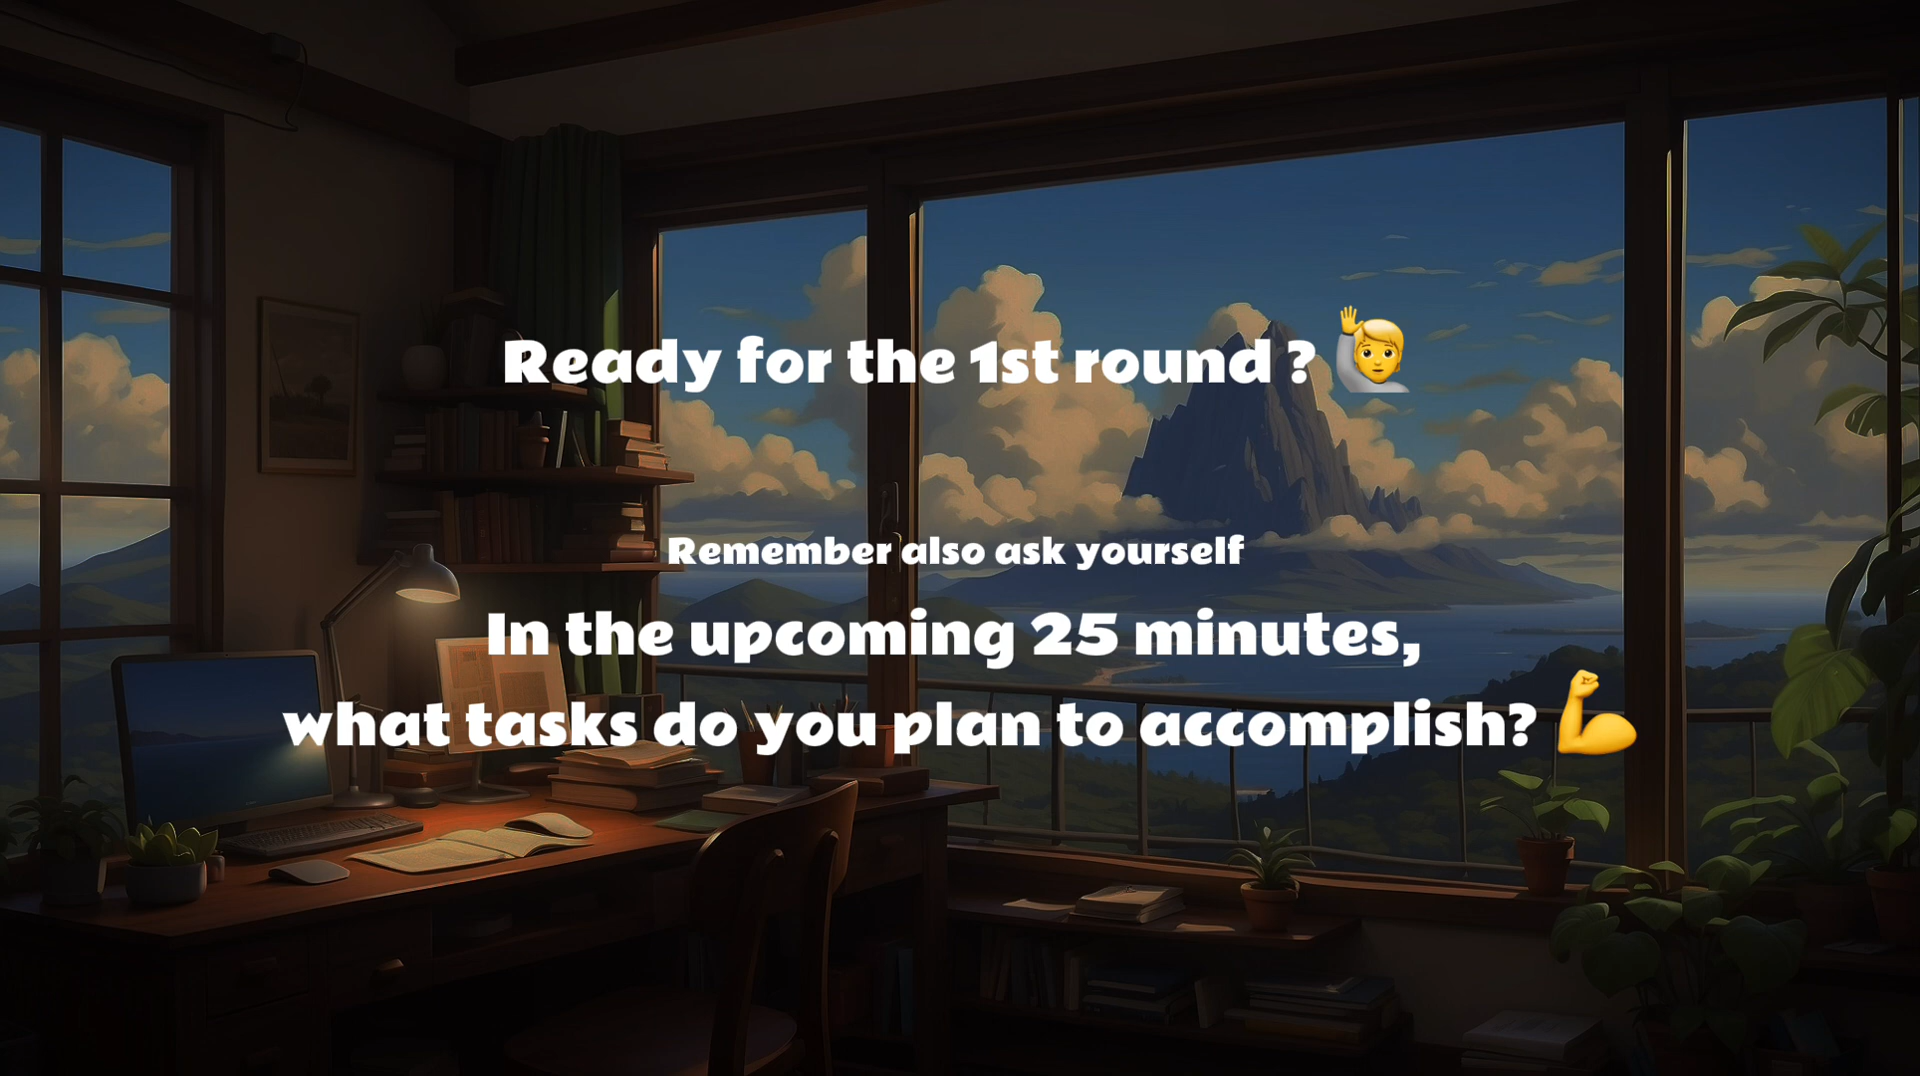 Ready for the 1st round ? 🙋
Remember also ask yourself
In the upcoming 25 minutes,
what tasks do you plan to accomplish? 💪